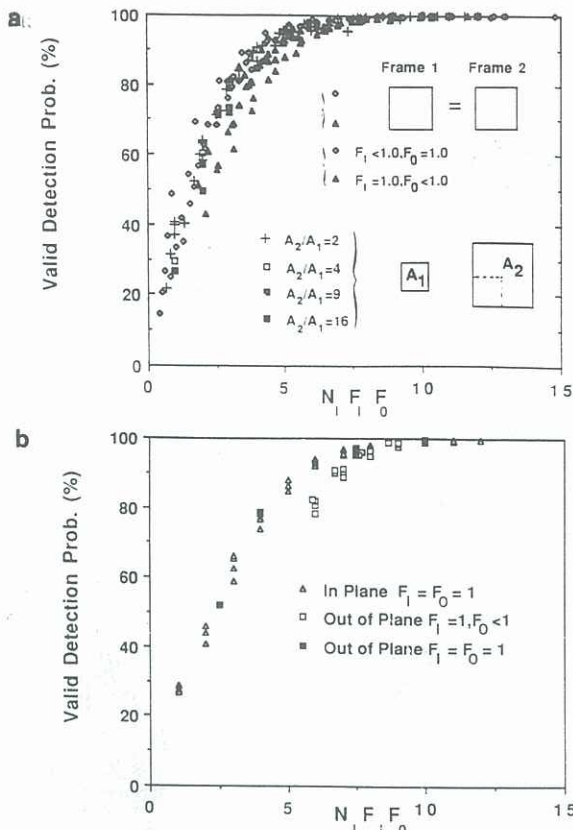 a
Valid Detection Prob. (%)
100
80
60
40
20
0
Frame 1 Frame 2
=
F_I <1.0.F_0=1.0
F_I =1.0.F_0<1.0
A_2/A_1=2
A_2/A_1=4
A_2/A_1=9
A_2/A_1=16
A_1
A_2
0 5 10 15
N_I F_I F_0
b
Valid Detection Prob. (%)
100
80
60
40
20
0
In Plane F_I = F_O = 1
Out of Plane F_I =1,F_O <1
Out of Plane F_I = F_O = 1
0 5 10 15
N_I F_I F_0